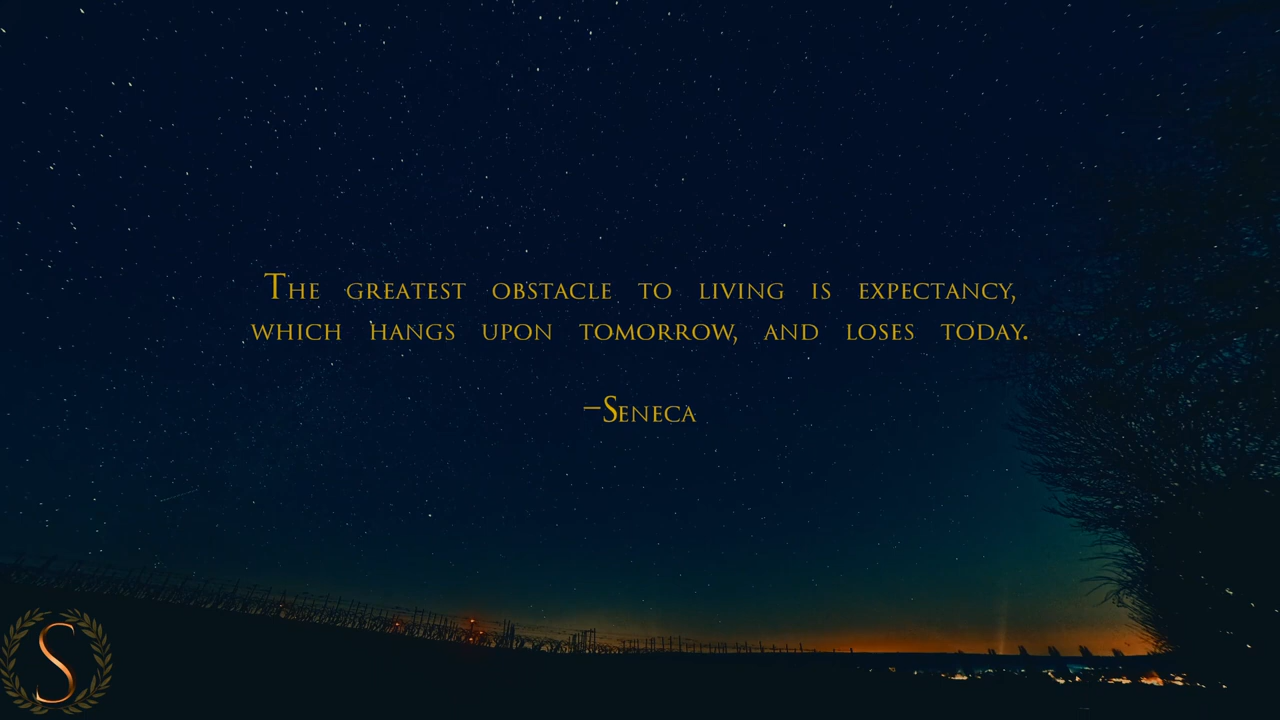 The greatest obstacle to living is expectancy,
which hangs upon tomorrow, and loses today.
–Seneca
S